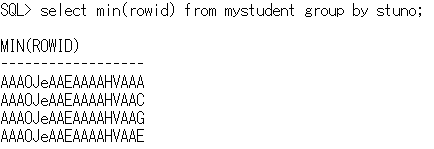 SQL> select min(rowid) from mystudent group by stuno;
MIN(ROWID)
------------------
AAAOJeAAEAAAAHVAAA
AAAOJeAAEAAAAHVAAC
AAAOJeAAEAAAAHVAAG
AAAOJeAAEAAAAHVAAE